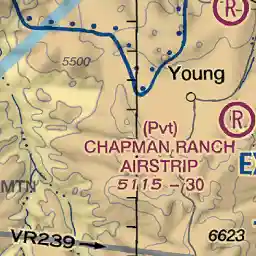 R
5500
Young
(Pvt)
R
CHAPMAN RANCH
AIRSTRIP
5115 - 30
MTN
VR239
6623